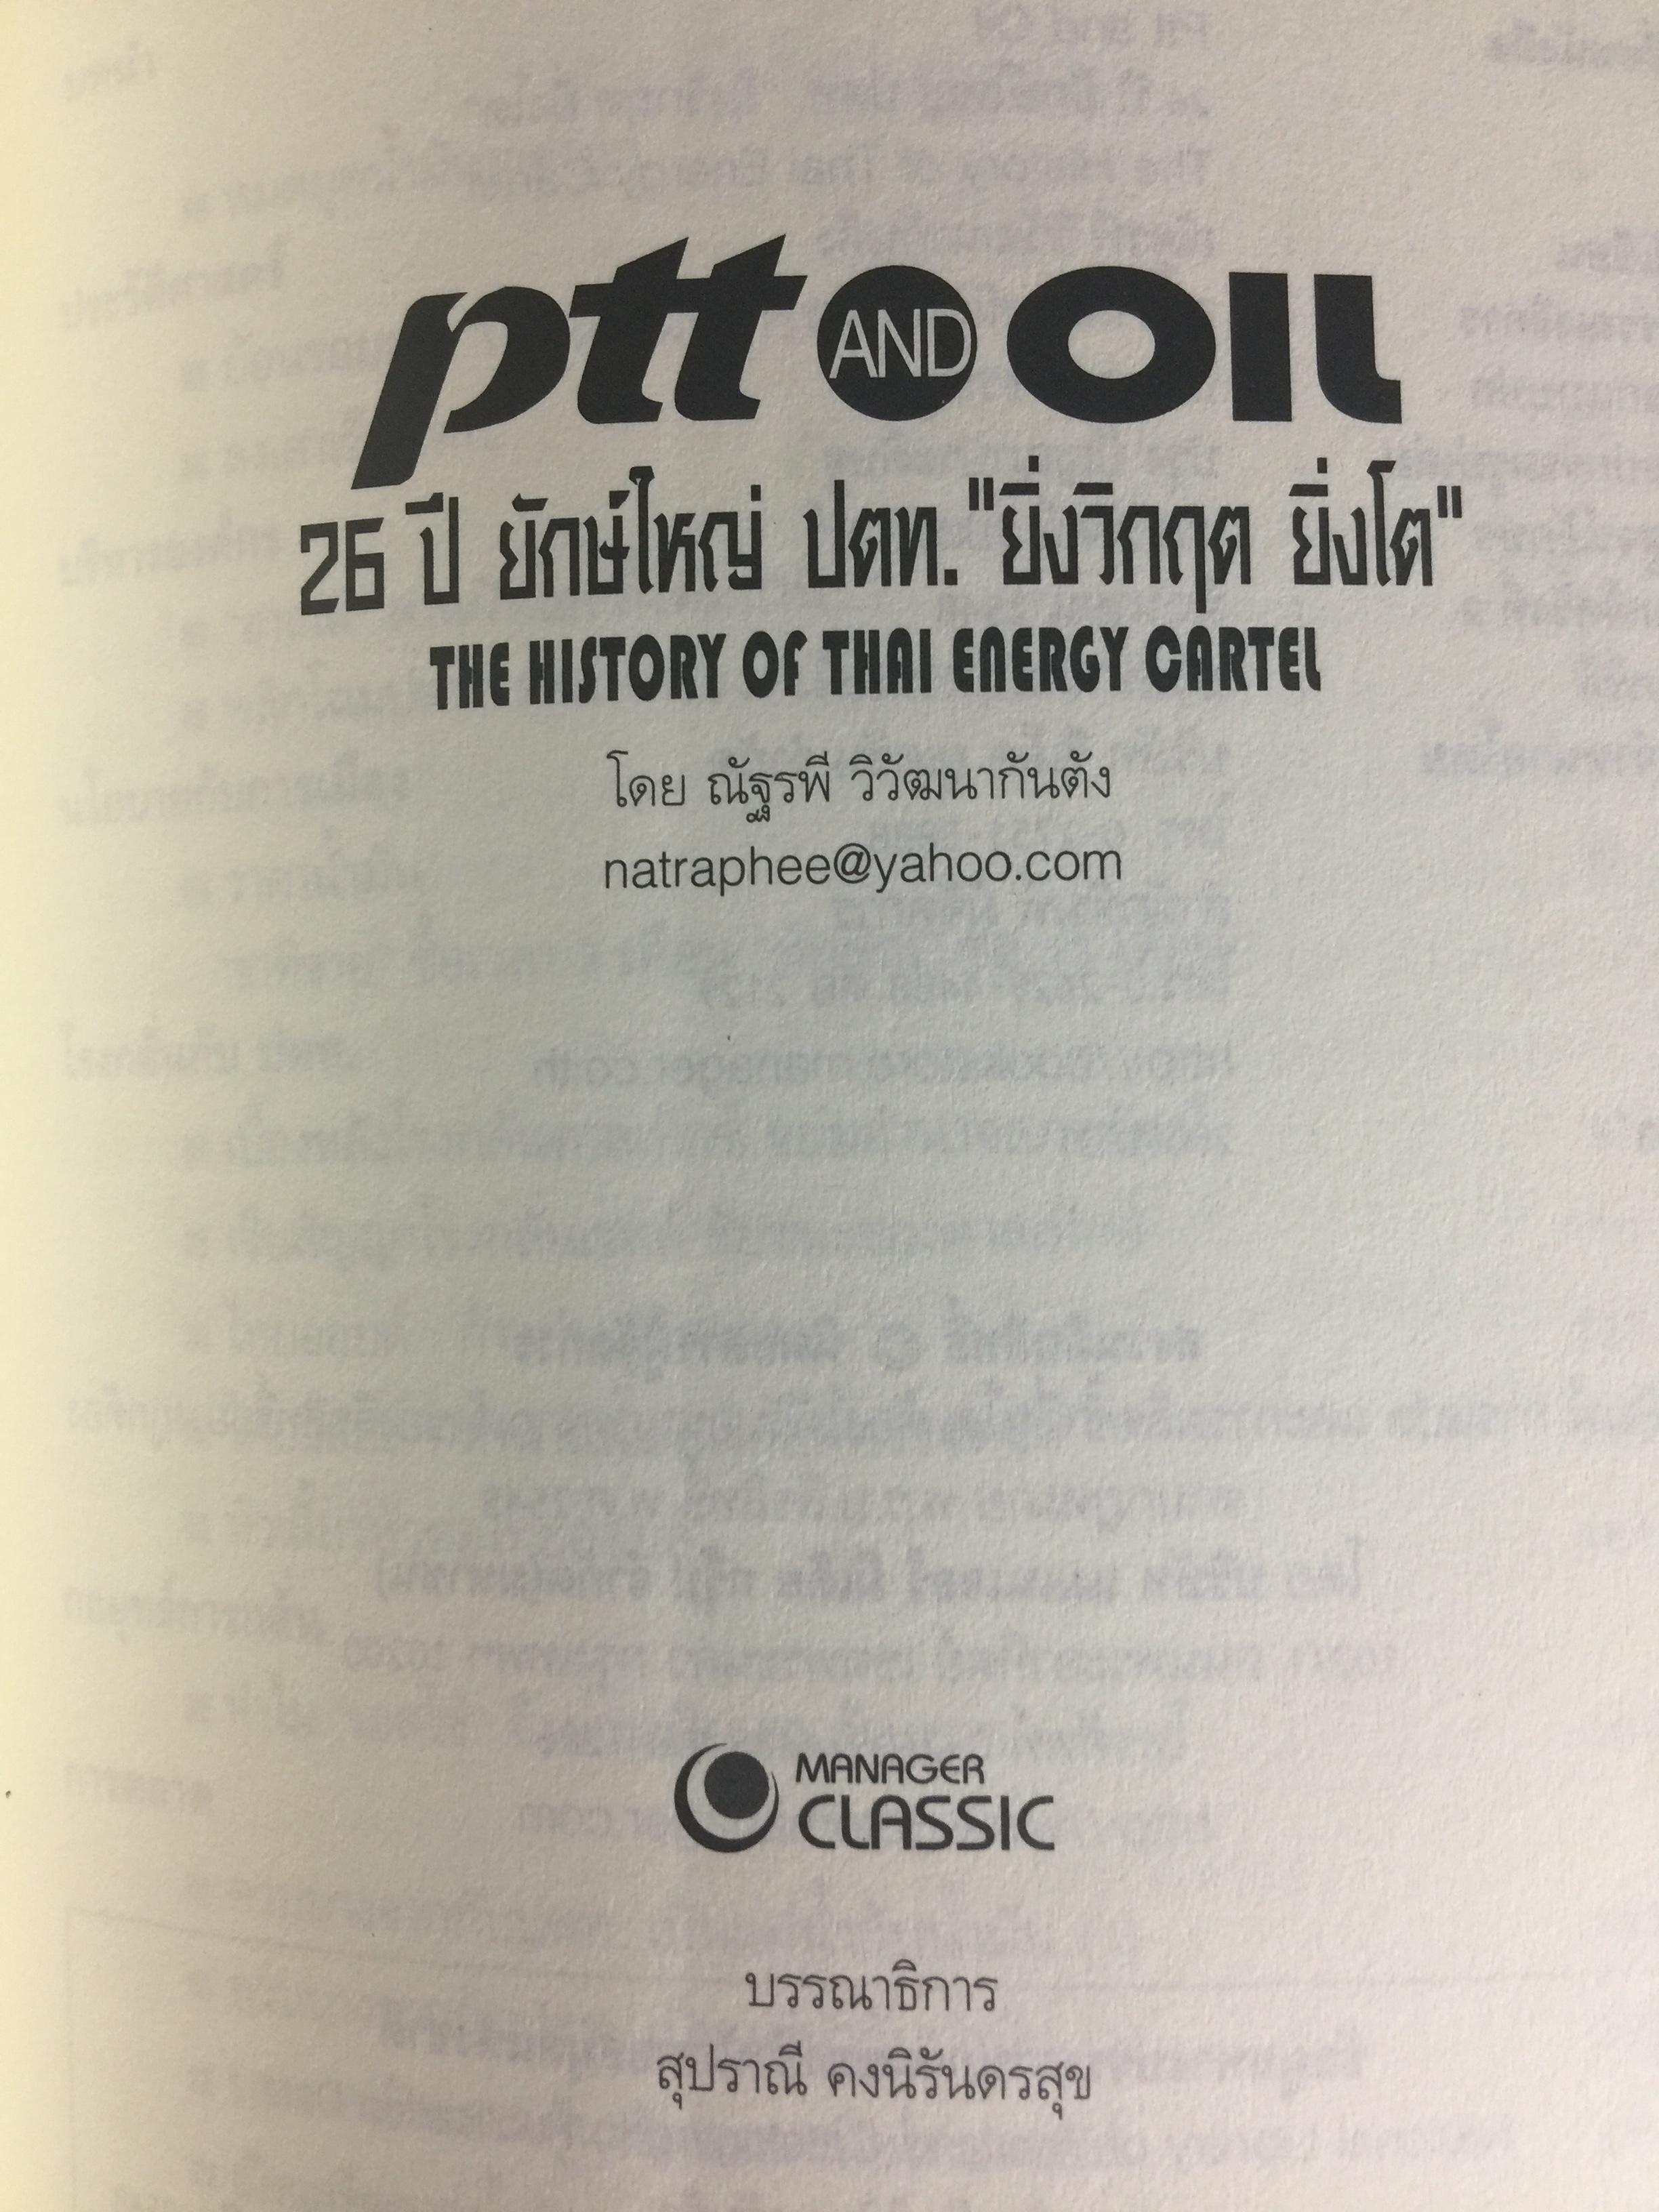 ptt AND OIL
26 ปี ยักษ์ใหญ่ ปตท. "ยิ่งวิกฤต ยิ่งโต"
THE HISTORY OF THAI ENERGY CARTEL
โดย ณัฐรพี วิวัฒนากันตัง
natraphee@yahoo.com
MANAGER
CLASSIC
บรรณาธิการ
สุปราณี คงนิรันดรสุข